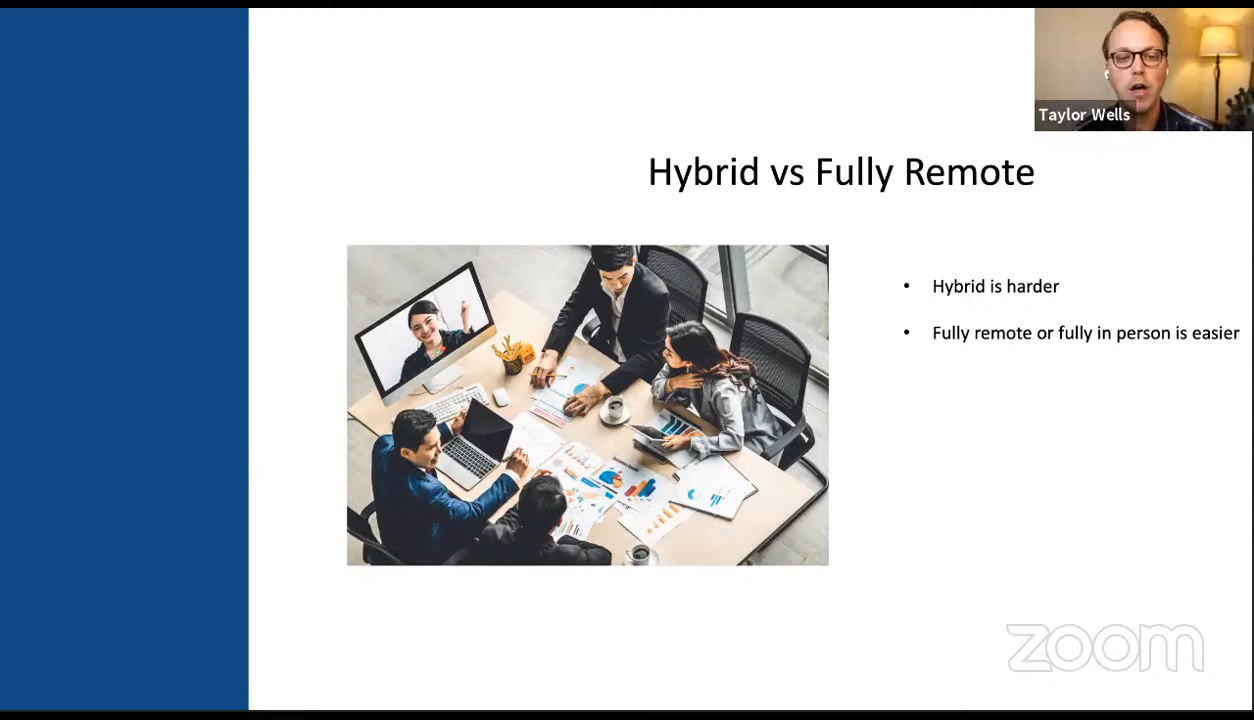 Taylor Wells
Hybrid vs Fully Remote
• Hybrid is harder
• Fully remote or fully in person is easier
zoom